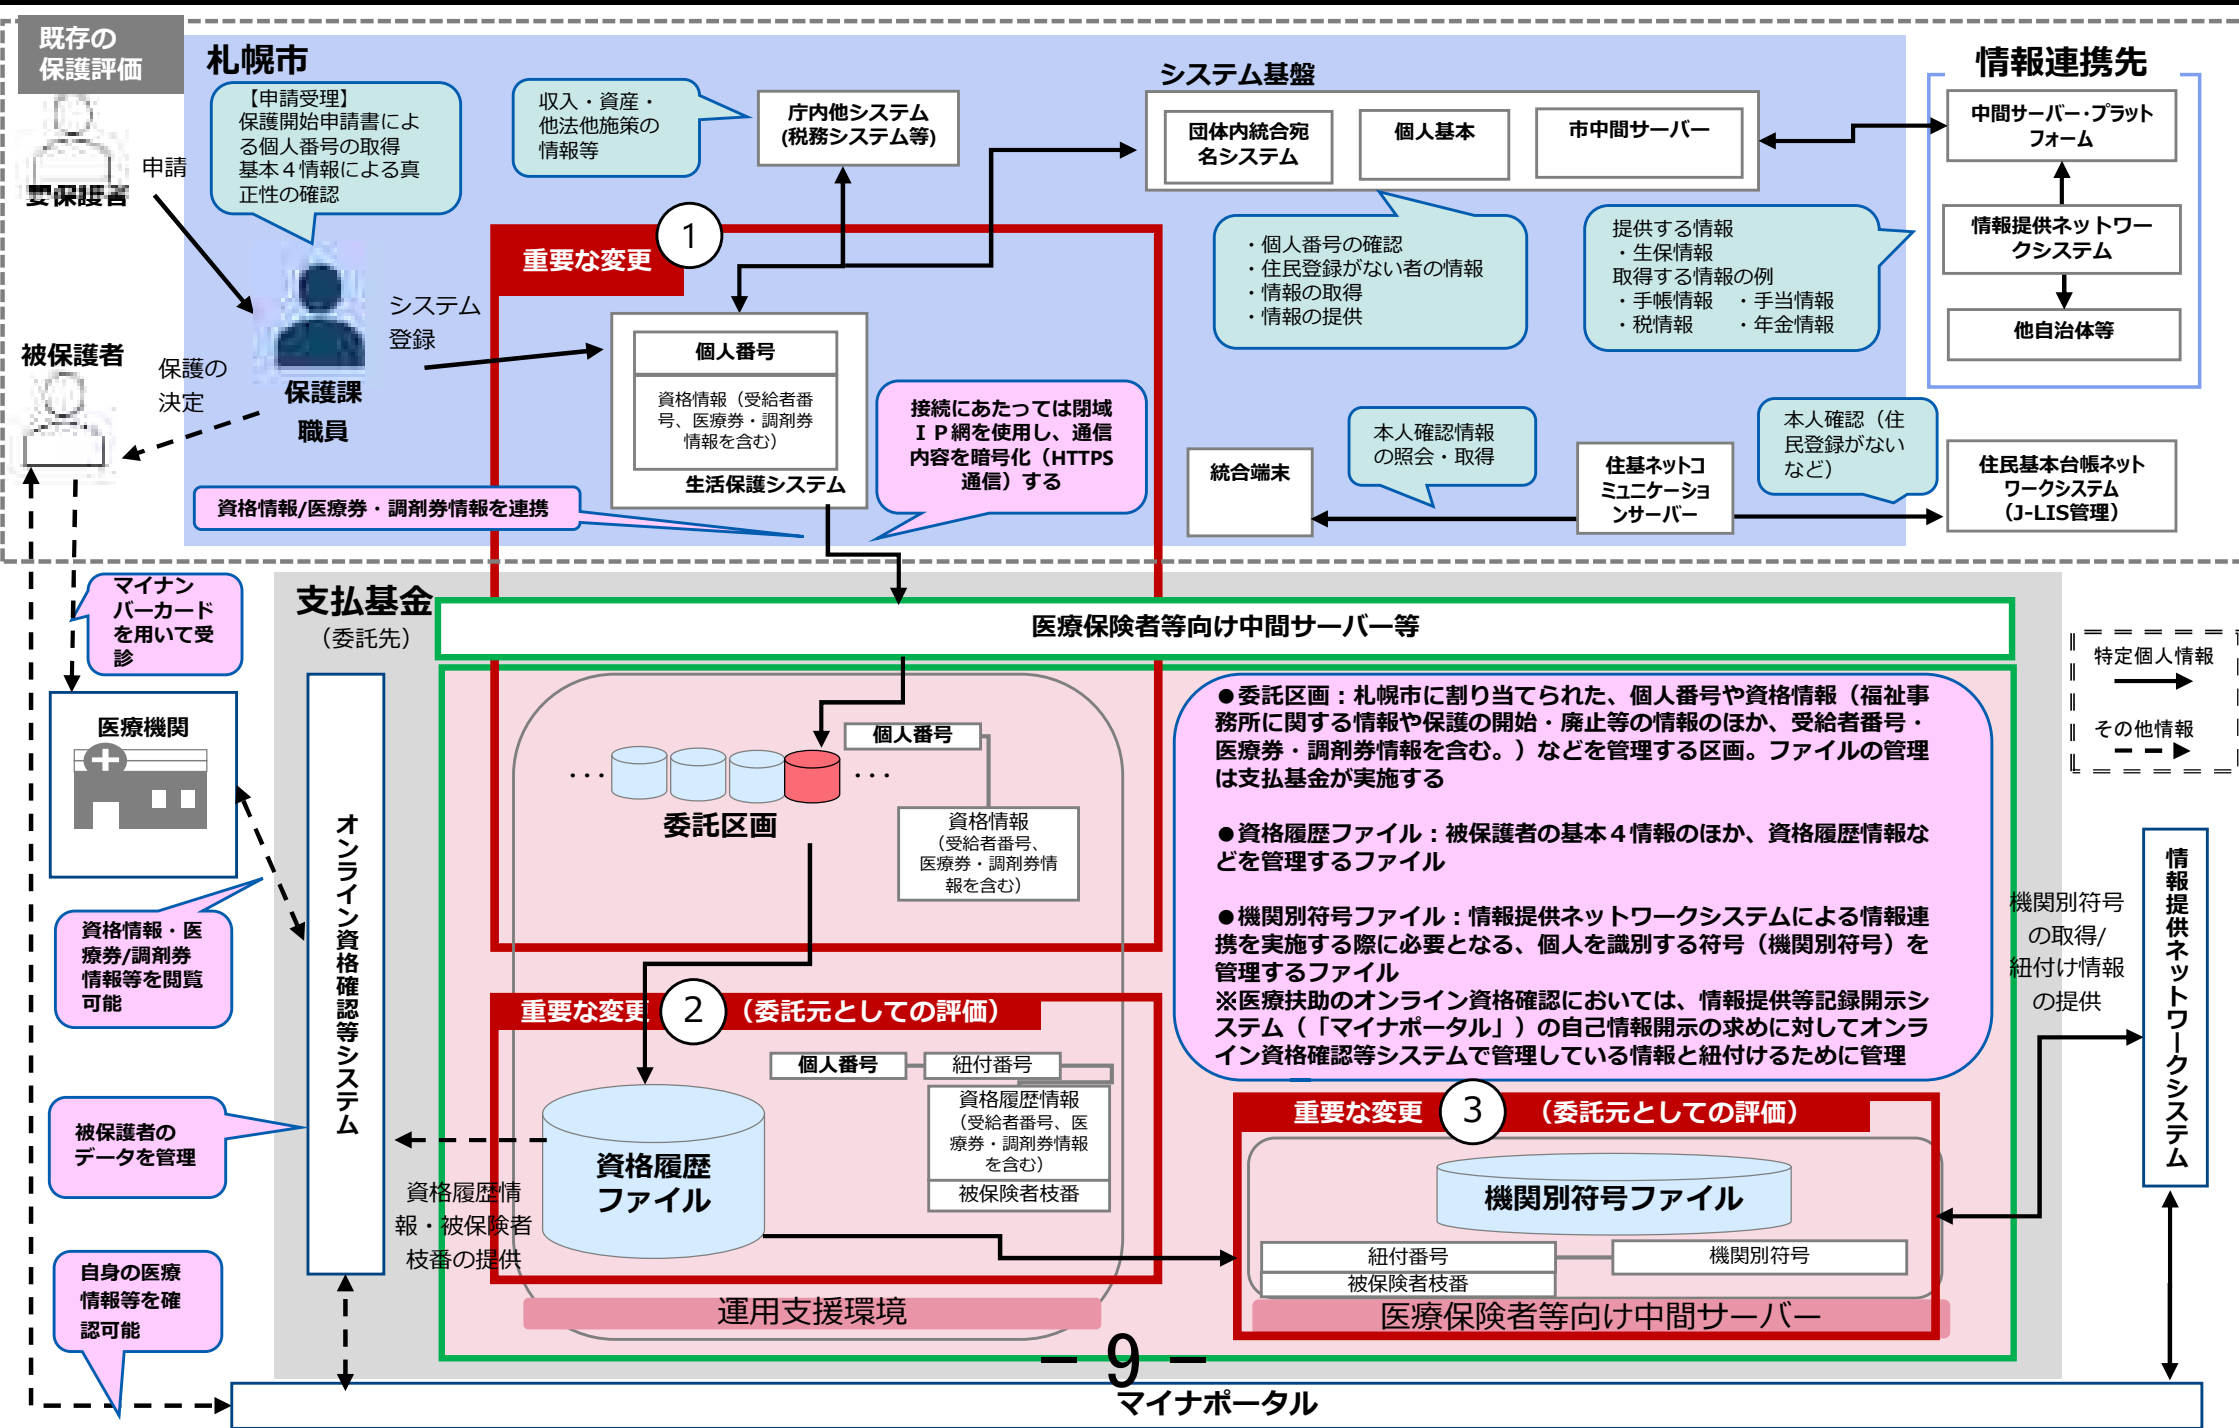 既存の
保護評価
札幌市
要保護者
申請
【申請受理】
保護開始申請書によ
る個人番号の取得
基本４情報による真
正性の確認
収入・資産・
他法他施策の
情報等
庁内他システム
(税務システム等)
システム基盤
団体内統合宛
名システム
個人基本
市中間サーバー
情報連携先
中間サーバー・プラット
フォーム
情報提供ネットワー
クシステム
他自治体等
・個人番号の確認
・住民登録がない者の情報
・情報の取得
・情報の提供
提供する情報
・生保情報
取得する情報の例
・手帳情報　・手当情報
・税情報　　・年金情報
重要な変更
1
保護課
職員
システム
登録
被保護者
保護の
決定
個人番号
資格情報（受給者番
号、医療券・調剤券
情報を含む）
生活保護システム
接続にあたっては閉域
ＩＰ網を使用し、通信
内容を暗号化（HTTPS
通信）する
資格情報/医療券・調剤券情報を連携
統合端末
本人確認情報
の照会・取得
住基ネットコ
ミュニケーショ
ンサーバー
本人確認（住
民登録がない
など）
住民基本台帳ネット
ワークシステム
（J-LIS管理）
マイナン
バーカード
を用いて受
診
支払基金
（委託先）
医療保険者等向け中間サーバー等
特定個人情報
その他情報
医療機関
オンライン資格確認等システム
資格情報・医
療券/調剤券
情報等を閲覧
可能
被保護者の
データを管理
自身の医療
情報等を確
認可能
個人番号
・・・
・・・
委託区画
資格情報
（受給者番号、
医療券・調剤券情
報を含む）
●委託区画：札幌市に割り当てられた、個人番号や資格情報（福祉事
務所に関する情報や保護の開始・廃止等の情報のほか、受給者番号・
医療券・調剤券情報を含む。）などを管理する区画。ファイルの管理
は支払基金が実施する
●資格履歴ファイル：被保護者の基本４情報のほか、資格履歴情報な
どを管理するファイル
●機関別符号ファイル：情報提供ネットワークシステムによる情報連
携を実施する際に必要となる、個人を識別する符号（機関別符号）を
管理するファイル
※医療扶助のオンライン資格確認においては、情報提供等記録開示シ
ステム（「マイナポータル」）の自己情報開示の求めに対してオンラ
イン資格確認等システムで管理している情報と紐付けるために管理
重要な変更
2
（委託元としての評価）
個人番号
紐付番号
資格履歴情報
（受給者番号、医
療券・調剤券情報
を含む）
被保険者枝番
資格履歴
ファイル
資格履歴情
報・被保険者
枝番の提供
運用支援環境
重要な変更
3
（委託元としての評価）
機関別符号ファイル
紐付番号
機関別符号
被保険者枝番
医療保険者等向け中間サーバー
機関別符号
の取得/
紐付け情報
の提供
情報提供ネットワークシステム
－ 9 －
マイナポータル